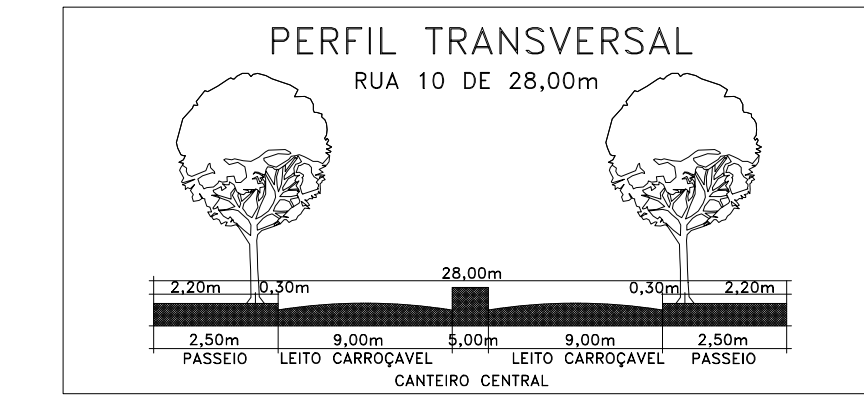 PERFIL TRANSVERSAL
RUA 10 DE 28,00m
28,00m
2,20m 0,30m 0,30m 2,20m
2,50m 9,00m 5,00m 9,00m 2,50m
PASSEIO LEITO CARROÇAVEL LEITO CARROÇAVEL PASSEIO
CANTEIRO CENTRAL